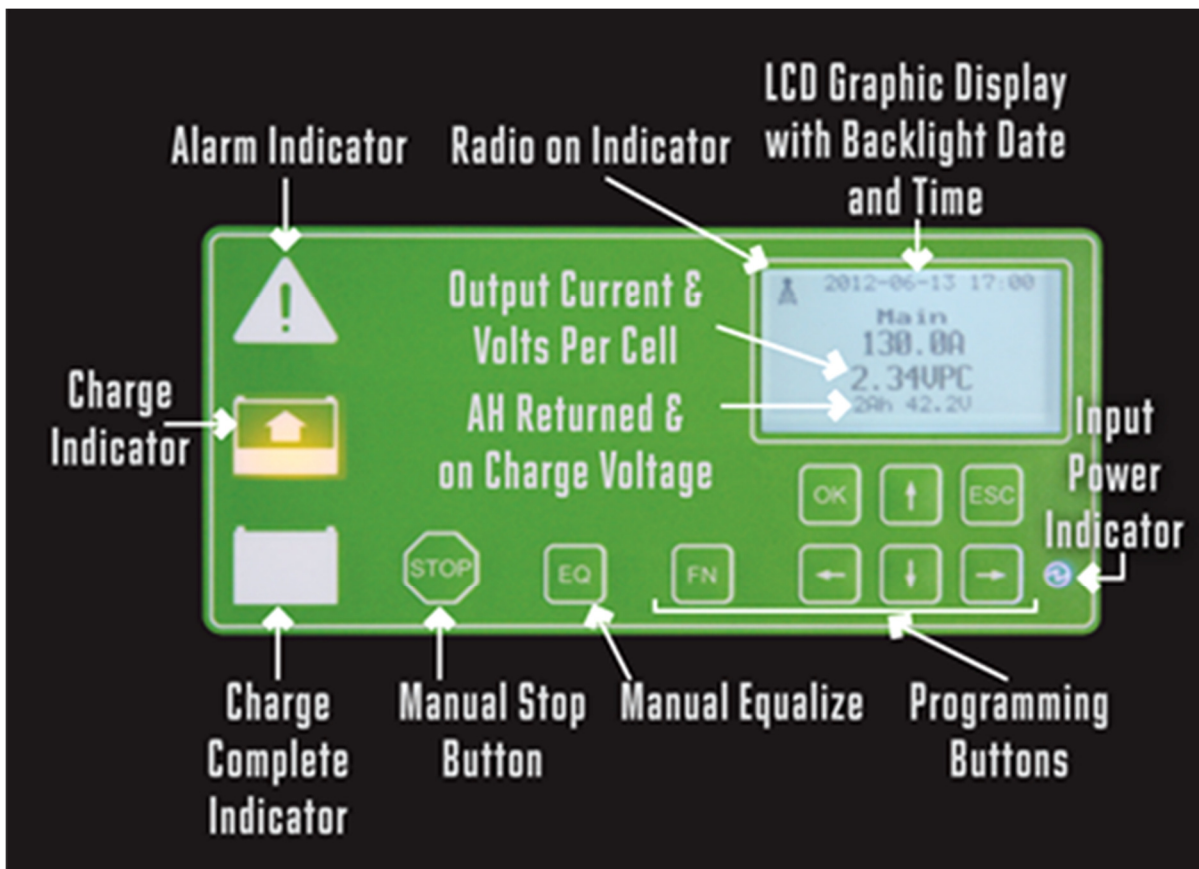 LCD Graphic Display
with Backlight Date
and Time
Alarm Indicator
Radio on Indicator
2012-06-13 17:00
Main
130.0A
2.34VPC
2Ah 42.2V
Output Current &
Volts Per Cell
AH Returned &
on Charge Voltage
Charge
Indicator
Input
Power
Indicator
!
OK
ESC
STOP
EQ
FN
Charge
Complete
Indicator
Manual Stop
Button
Manual Equalize
Programming
Buttons